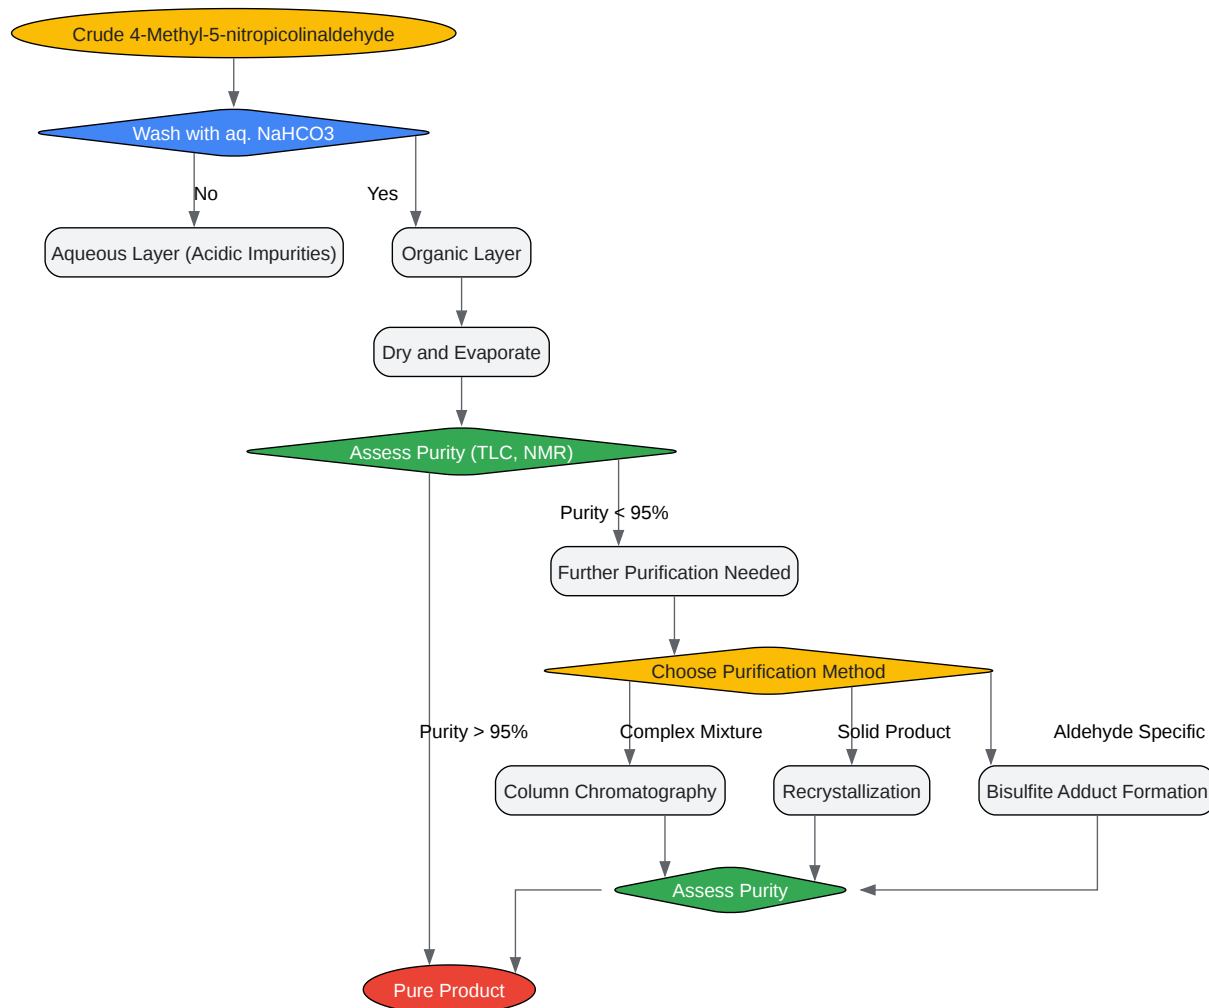 Crude 4-Methyl-5-nitropicolinaldehyde
Wash with aq. NaHCO3
No
Yes
Aqueous Layer (Acidic Impurities)
Organic Layer
Dry and Evaporate
Assess Purity (TLC, NMR)
Purity < 95%
Further Purification Needed
Choose Purification Method
Purity > 95%
Complex Mixture
Solid Product
Aldehyde Specific
Column Chromatography
Recrystallization
Bisulfite Adduct Formation
Assess Purity
Pure Product